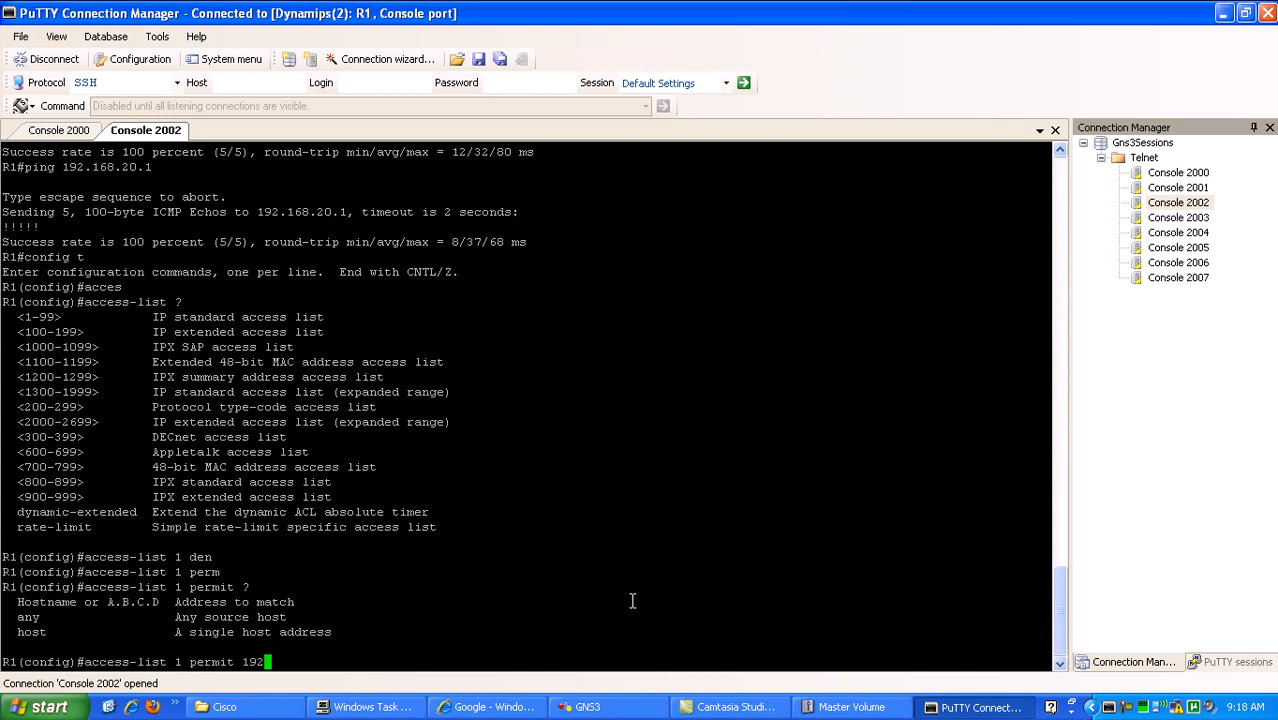 PuTTY Connection Manager - Connected to [Dynamips(2): R1, Console port]
File View Database Tools Help
Disconnect Configuration System menu Connection wizard...
Protocol SSH Host Login Password Session Default Settings
Command Disabled until all listening connections are visible.
Console 2000 Console 2002
Success rate is 100 percent (5/5), round-trip min/avg/max = 12/32/80 ms
R1#ping 192.168.20.1
Type escape sequence to abort.
Sending 5, 100-byte ICMP Echos to 192.168.20.1, timeout is 2 seconds:
!!!!!
Success rate is 100 percent (5/5), round-trip min/avg/max = 8/37/68 ms
R1#config t
Enter configuration commands, one per line.  End with CNTL/Z.
R1(config)#acces
R1(config)#access-list ?
<1-99> IP standard access list
<100-199> IP extended access list
<1000-1099> IPX SAP access list
<1100-1199> Extended 48-bit MAC address access list
<1200-1299> IPX summary address access list
<1300-1999> IP standard access list (expanded range)
<200-299> Protocol type-code access list
<2000-2699> IP extended access list (expanded range)
<300-399> DECnet access list
<600-699> Appletalk access list
<700-799> 48-bit MAC address access list
<800-899> IPX standard access list
<900-999> IPX extended access list
dynamic-extended Extend the dynamic ACL absolute timer
rate-limit Simple rate-limit specific access list
R1(config)#access-list 1 den
R1(config)#access-list 1 perm
R1(config)#access-list 1 permit ?
Hostname or A.B.C.D Address to match
any Any source host
host A single host address
R1(config)#access-list 1 permit 192
Connection Manager
Gns3Sessions
Telnet
Console 2000
Console 2001
Console 2002
Console 2003
Console 2004
Console 2005
Console 2006
Console 2007
Connection Man... PuTTY sessions
Connection 'Console 2002' opened
start Cisco Windows Task ... Google - Windo... GNS3 Camtasia Studi... Master Volume PuTTY Connect... 9:18 AM